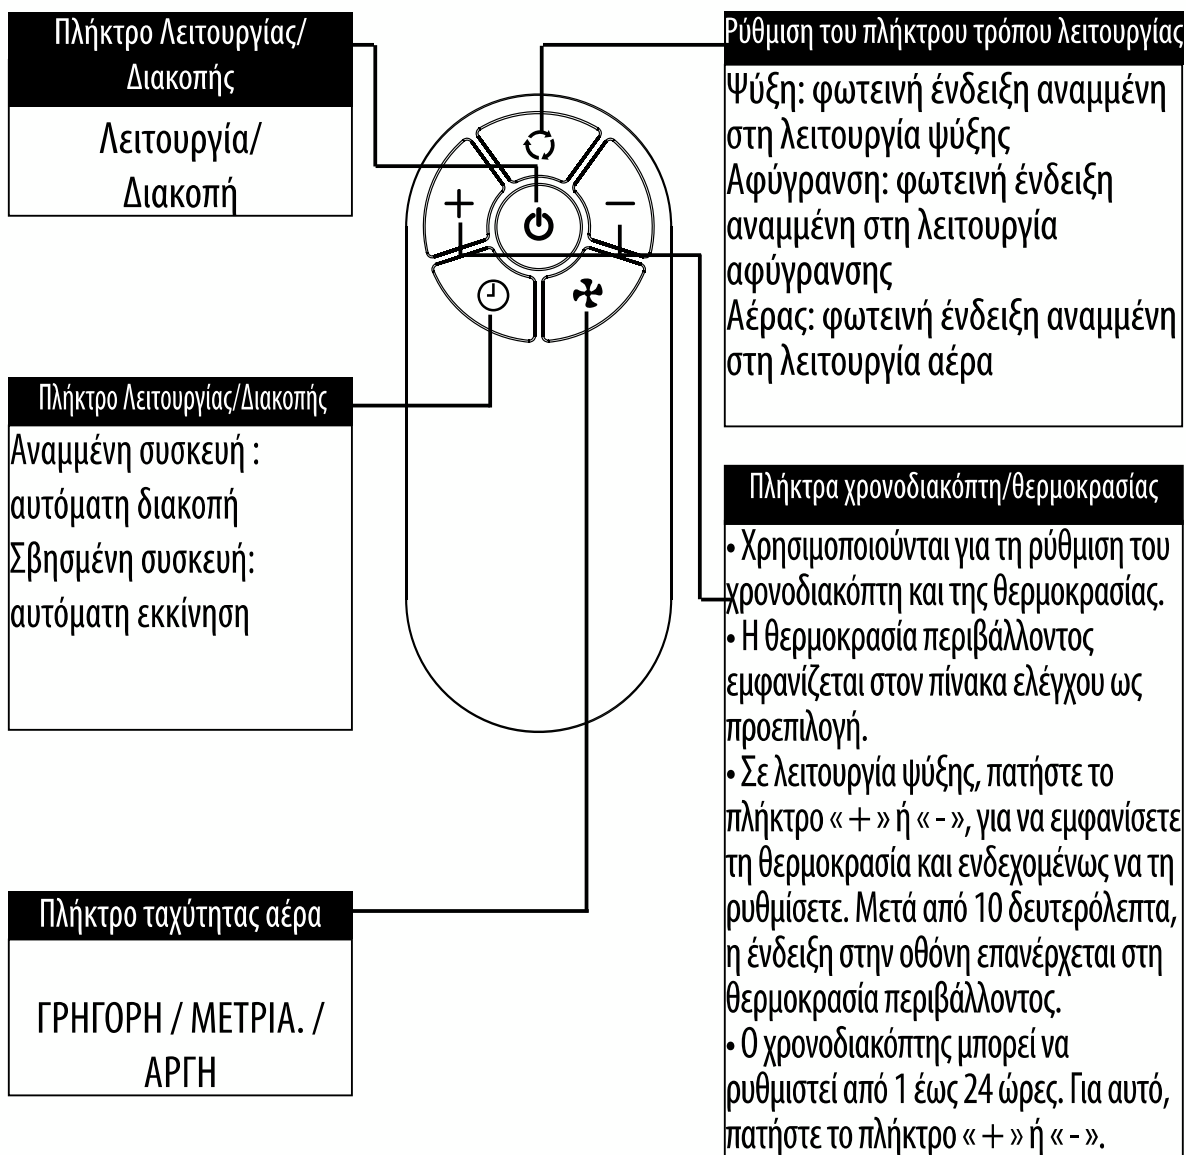 Πλήκτρο Λειτουργίας/
Διακοπής
Λειτουργία/
Διακοπή
Ρύθμιση του πλήκτρου τρόπου λειτουργίας
Ψύξη: φωτεινή ένδειξη αναμμένη
στη λειτουργία ψύξης
Αφύγρανση: φωτεινή ένδειξη
αναμμένη στη λειτουργία
αφύγρανσης
Αέρας: φωτεινή ένδειξη αναμμένη
στη λειτουργία αέρα
Πλήκτρο Λειτουργίας/Διακοπής
Αναμμένη συσκευή :
αυτόματη διακοπή
Σβησμένη συσκευή:
αυτόματη εκκίνηση
Πλήκτρα χρονοδιακόπτη/θερμοκρασίας
• Χρησιμοποιούνται για τη ρύθμιση του
χρονοδιακόπτη και της θερμοκρασίας.
• Η θερμοκρασία περιβάλλοντος
εμφανίζεται στον πίνακα ελέγχου ως
προεπιλογή.
• Σε λειτουργία ψύξης, πατήστε το
πλήκτρο « + » ή « - », για να εμφανίσετε
τη θερμοκρασία και ενδεχομένως να τη
ρυθμίσετε. Μετά από 10 δευτερόλεπτα,
η ένδειξη στην οθόνη επανέρχεται στη
θερμοκρασία περιβάλλοντος.
• Ο χρονοδιακόπτης μπορεί να
ρυθμιστεί από 1 έως 24 ώρες. Για αυτό,
πατήστε το πλήκτρο « + » ή « - ».
Πλήκτρο ταχύτητας αέρα
ΓΡΗΓΟΡΗ / ΜΕΤΡΙΑ. /
ΑΡΓΗ